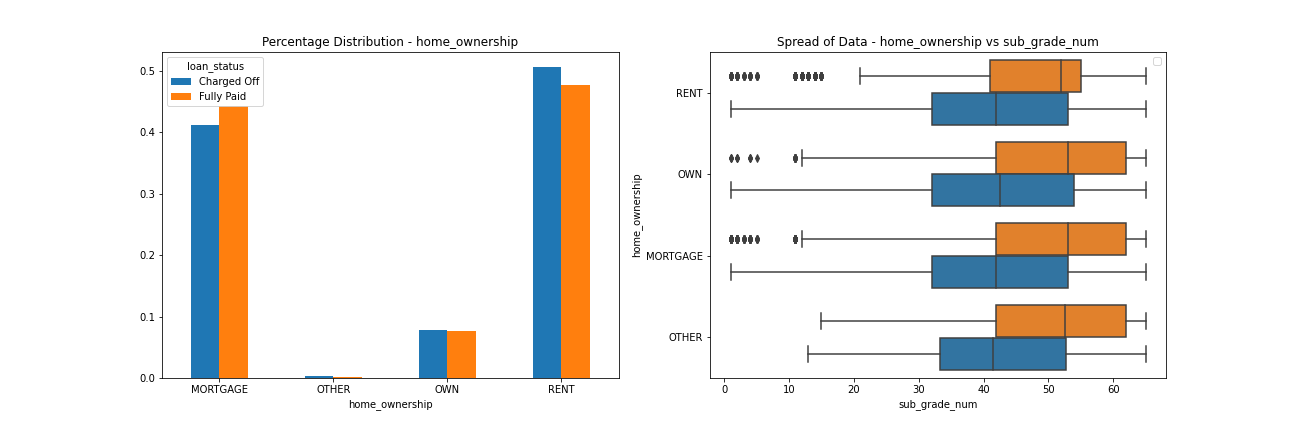 Percentage Distribution - home_ownership
loan_status
Charged Off
Fully Paid
0.5
0.4
0.3
0.2
0.1
0.0
MORTGAGE OTHER OWN RENT
home_ownership
Spread of Data - home_ownership vs sub_grade_num
home_ownership
RENT
OWN
MORTGAGE
OTHER
0 10 20 30 40 50 60
sub_grade_num